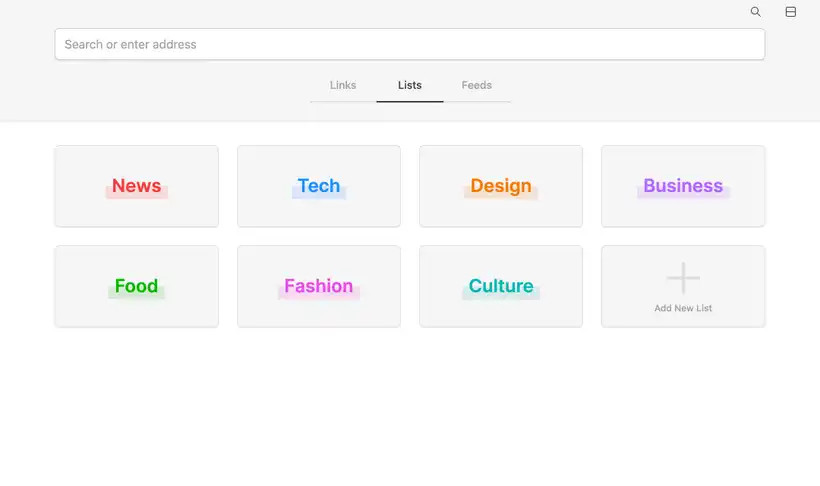 Search or enter address
Links
Lists
Feeds
News
Tech
Design
Business
Food
Fashion
Culture
Add New List